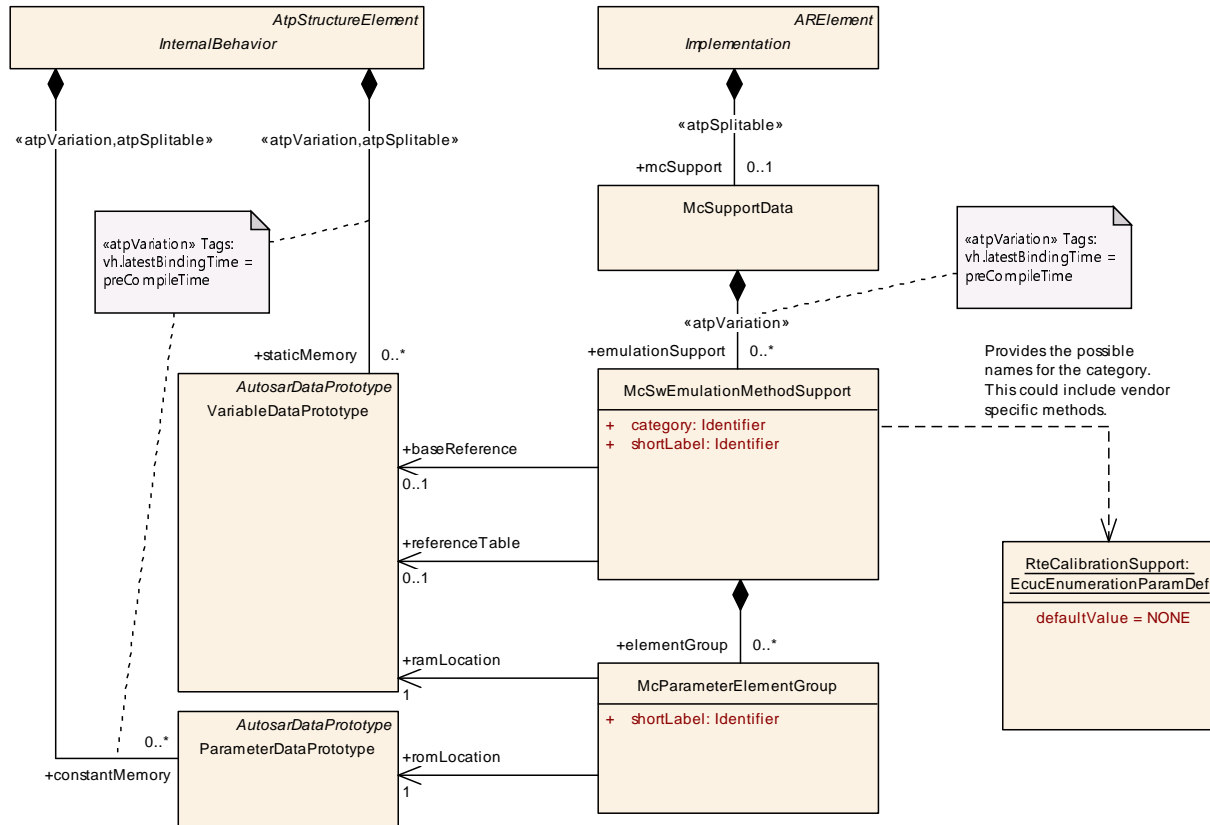 AtpStructureElement
InternalBehavior
ARElement
Implementation
«atpVariation,atpSplitable»
«atpVariation,atpSplitable»
«atpSplitable»
+mcSupport 0..1
McSupportData
«atpVariation» Tags:
vh.latestBindingTime =
preCompileTime
«atpVariation» Tags:
vh.latestBindingTime =
preCompileTime
«atpVariation»
+staticMemory 0..*
+emulationSupport 0..*
Provides the possible
names for the category.
This could include vendor
specific methods.
AutosarDataPrototype
VariableDataPrototype
McSwEmulationMethodSupport
+ category: Identifier
+ shortLabel: Identifier
+baseReference
0..1
+referenceTable
0..1
RteCalibrationSupport:
EcucEnumerationParamDef
defaultValue = NONE
+elementGroup 0..*
+ramLocation
1
McParameterElementGroup
+ shortLabel: Identifier
AutosarDataPrototype
ParameterDataPrototype
0..*
+constantMemory
+romLocation
1